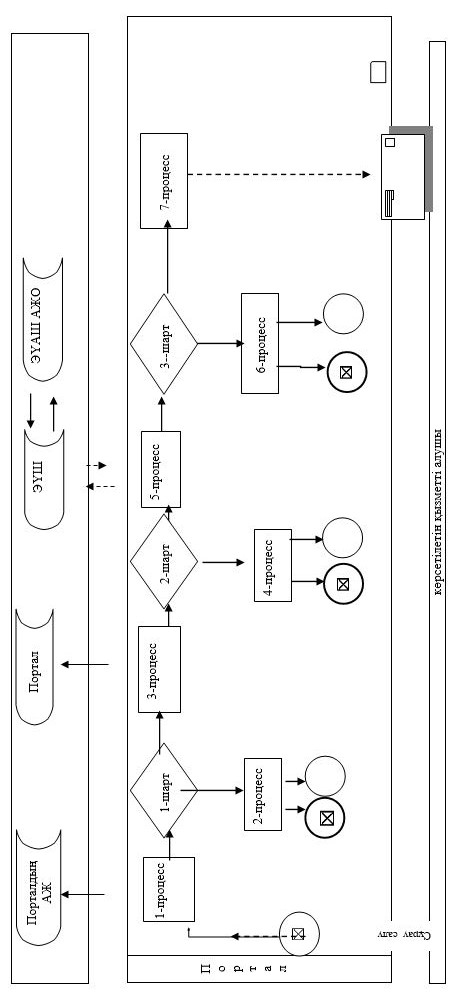 Порталдың
АЖ
Портал
ЭҮШ
ЭҮАШ АЖО
Портал
1-процесс
1-шарт
2-процесс
3-процесс
2-шарт
4-процесс
5-процесс
3--шарт
6-процесс
7-процесс
Сұрау салу
көрсетілетін қызметті алушы